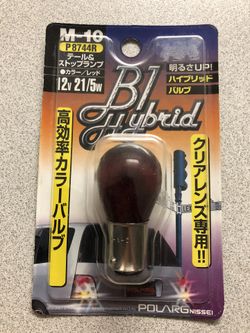 M-10
P8744R
テール&
ストップランプ
●カラー/レッド
12V 21/5W
B1
Hybrid
明るさUP!
ハイブリッド
バルブ
高効率カラーバルブ
クリアレンズ専用!!
POLARG NISSEI